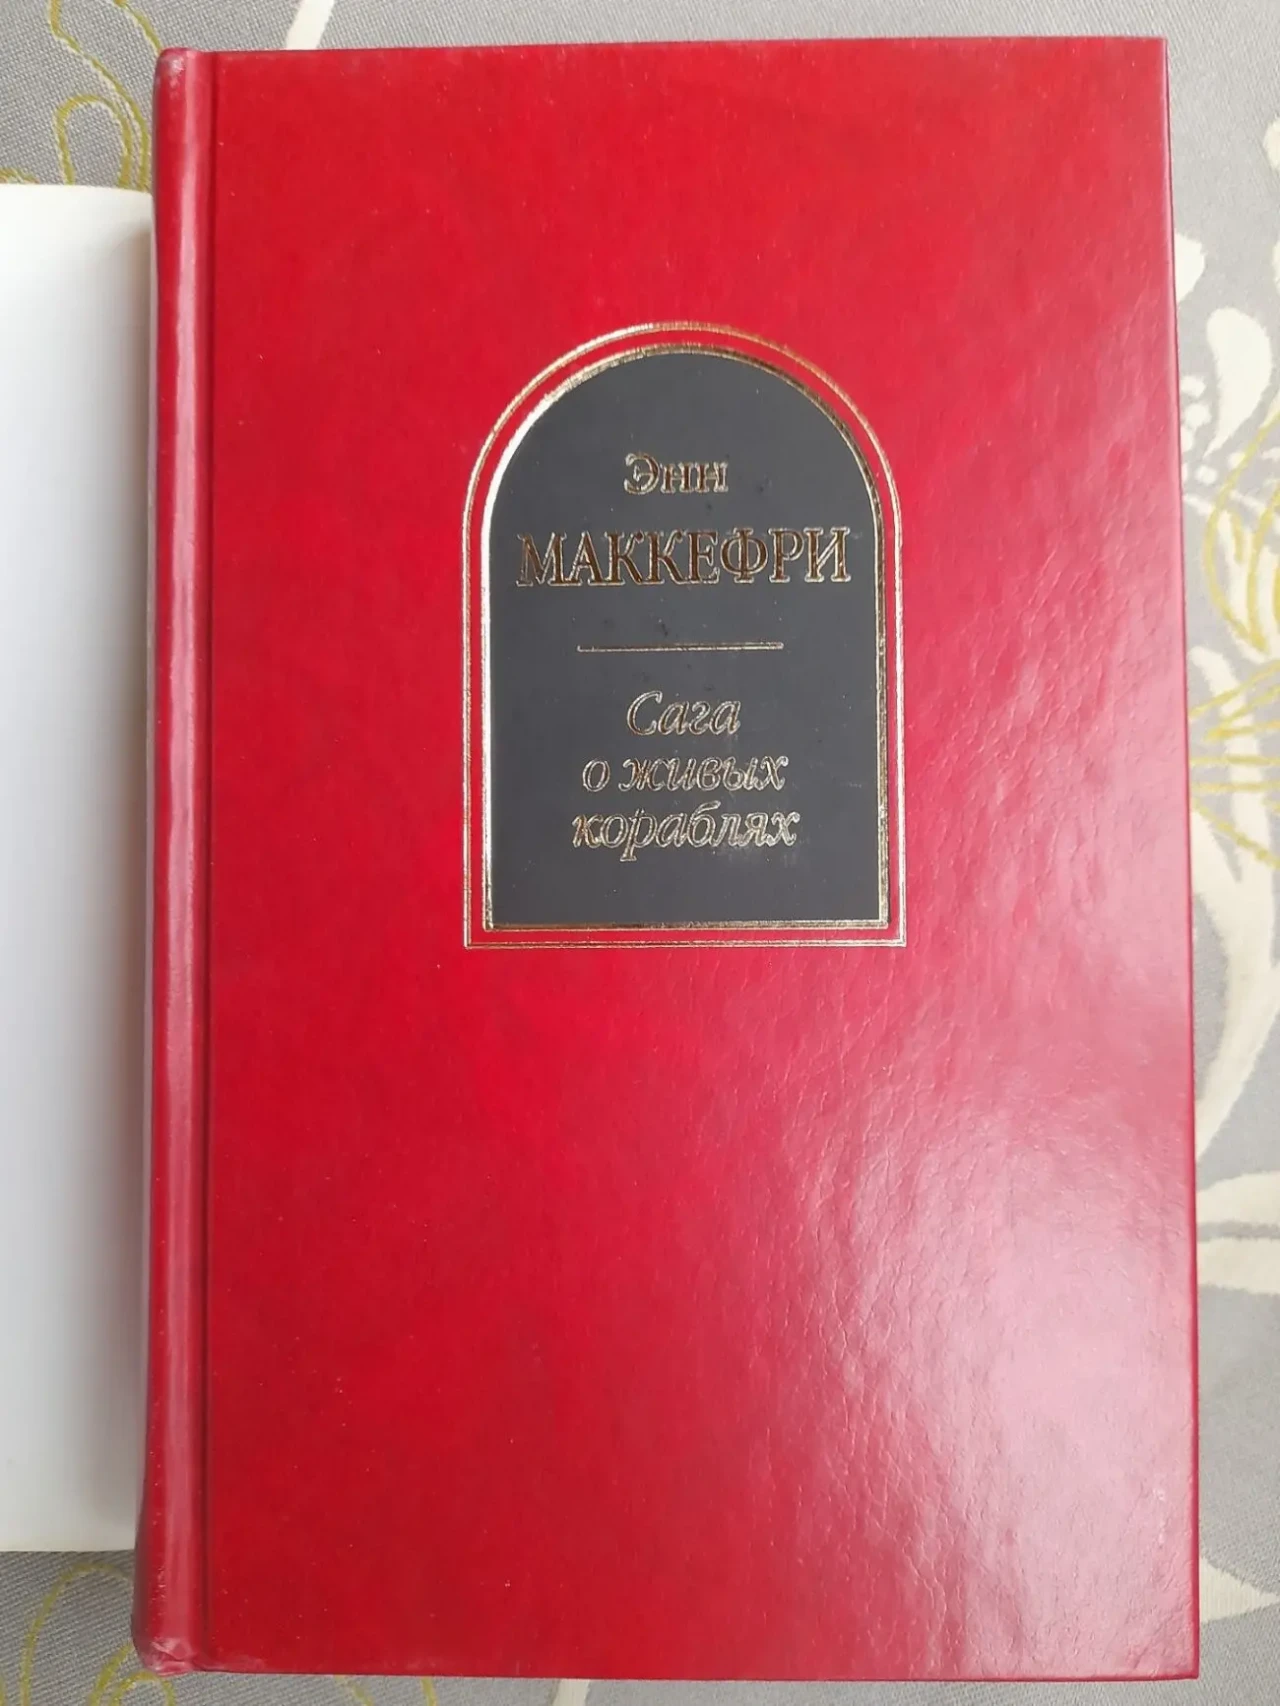 Энн
МАККЕФРИ
Сага
о живых
кораблях